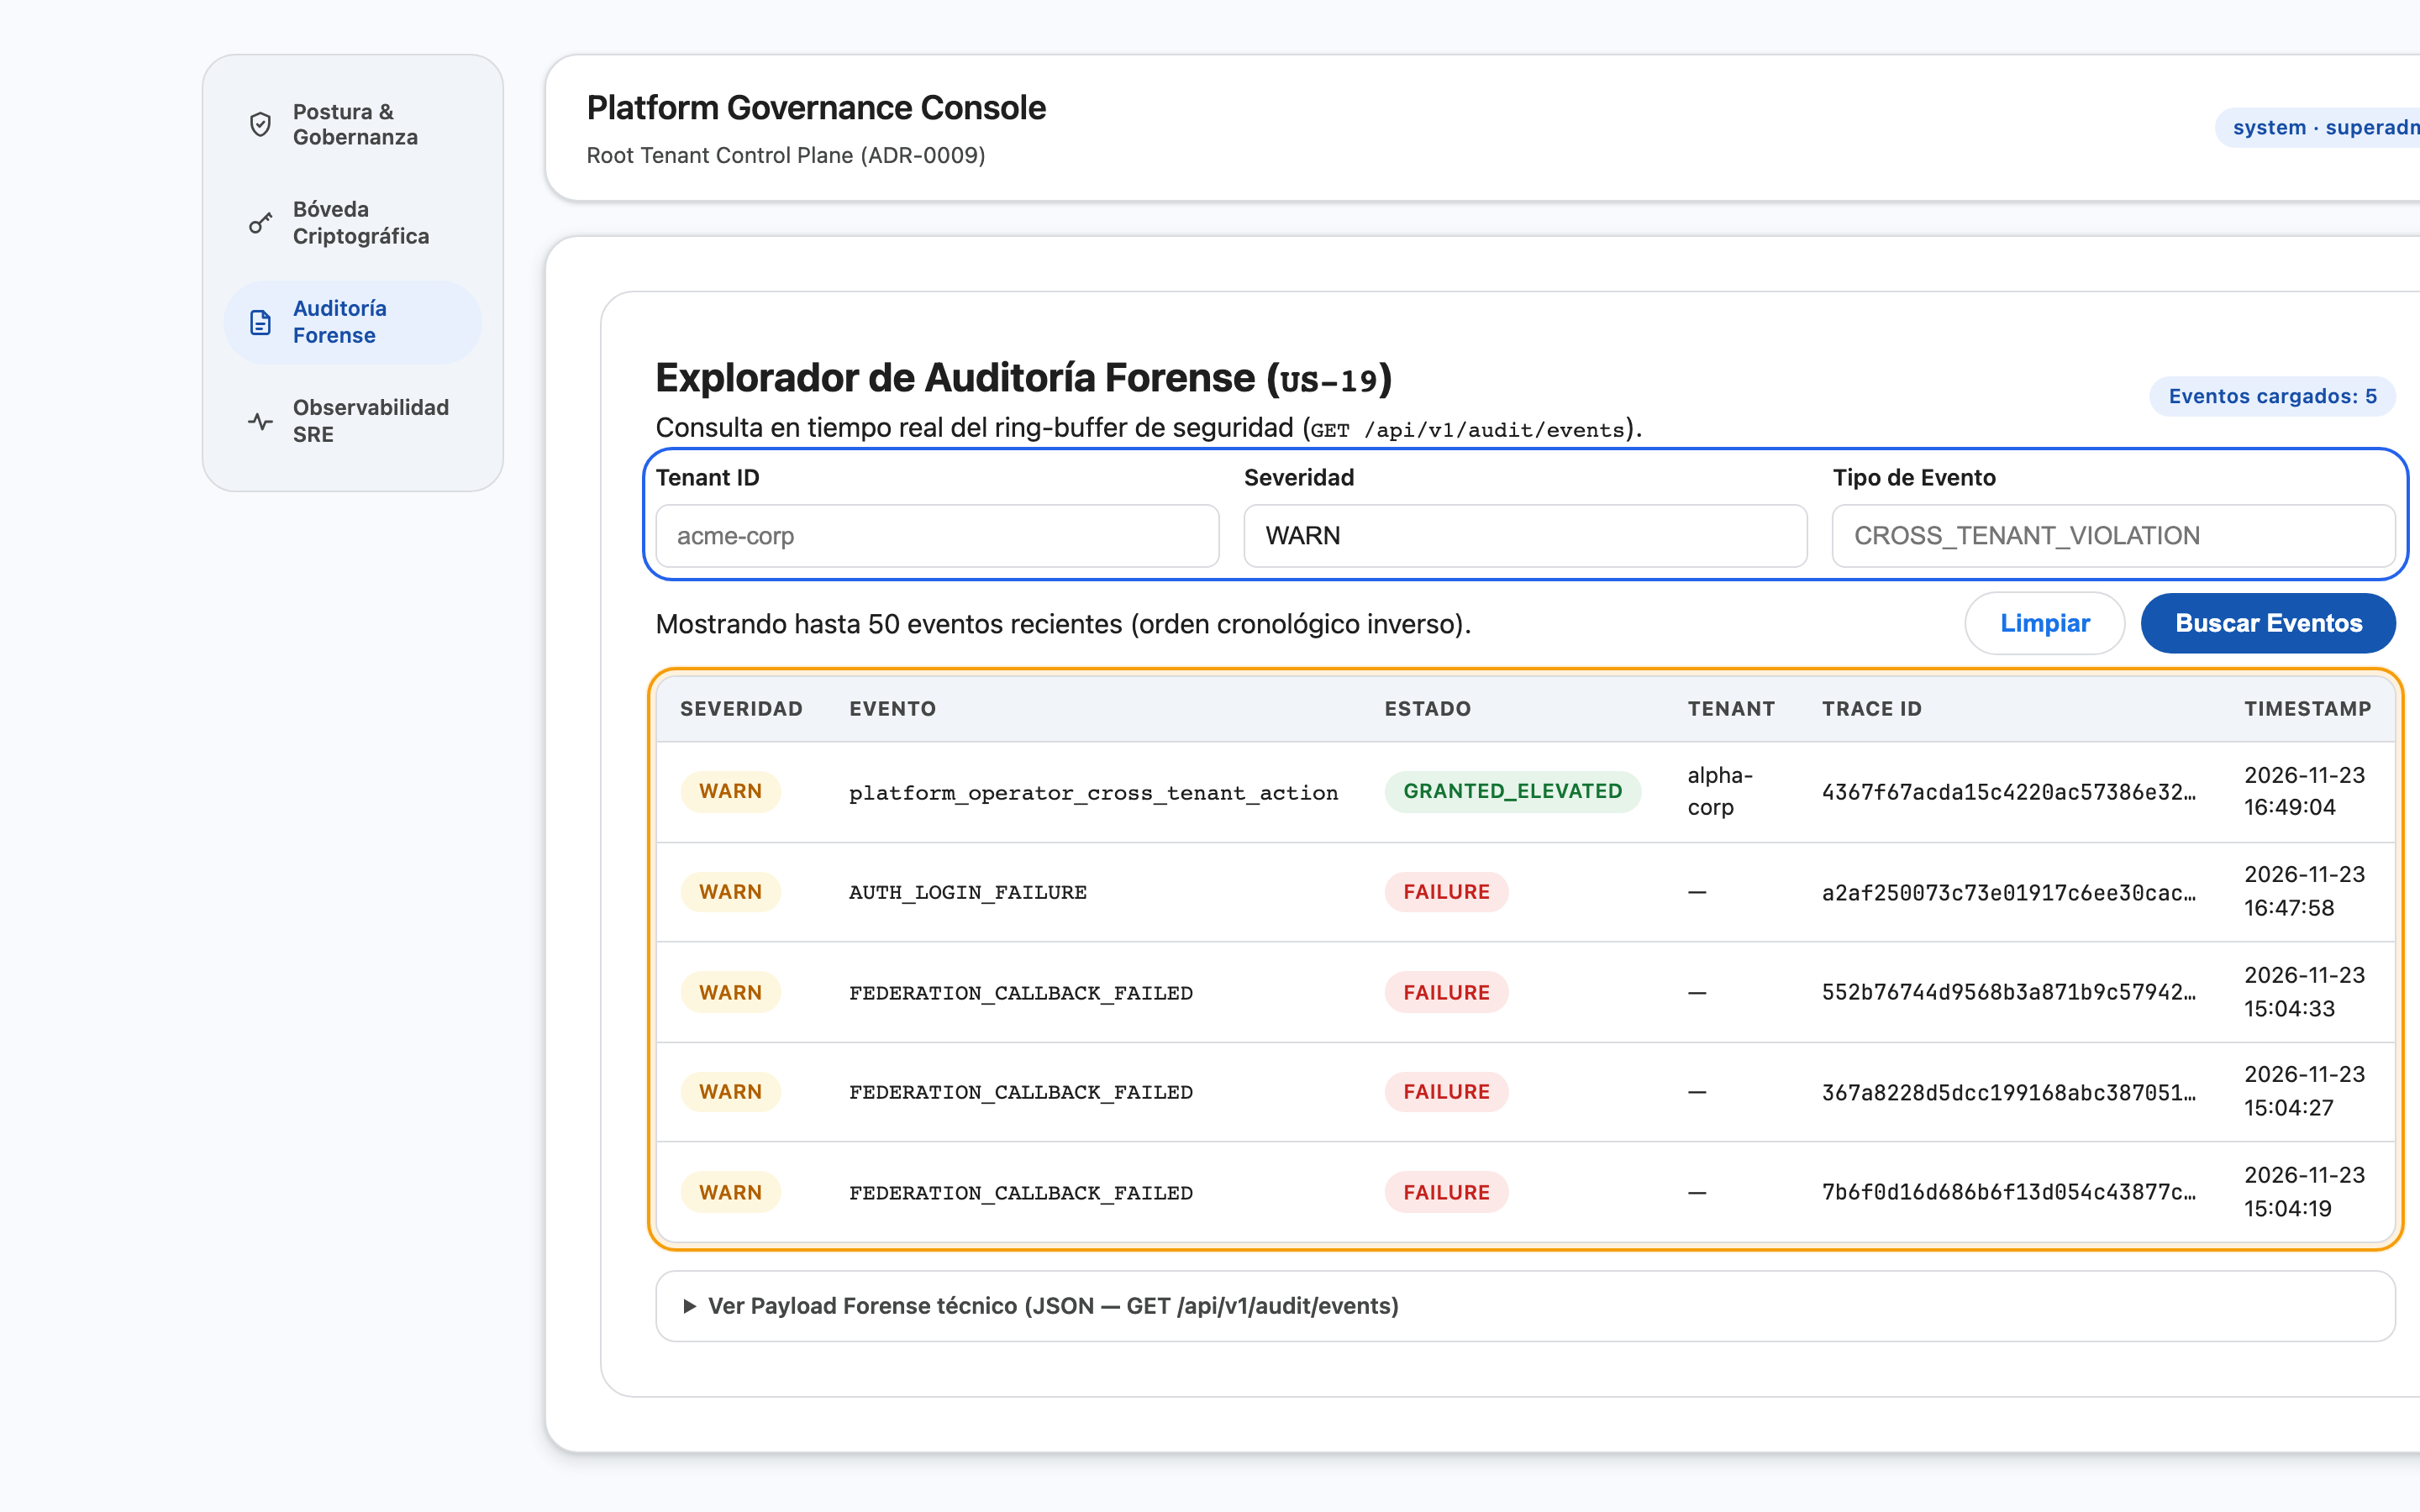 Postura &
Gobernanza
Bóveda
Criptográfica
Auditoría
Forense
Observabilidad
SRE
Platform Governance Console
Root Tenant Control Plane (ADR-0009)
system ·
Explorador de Auditoría Forense (US-19)
Consulta en tiempo real del ring-buffer de seguridad (GET /api/v1/audit/events).
Eventos cargados: 5
Tenant ID Severidad Tipo de Evento
acme-corp WARN CROSS_TENANT_VIOLATION
Mostrando hasta 50 eventos recientes (orden cronológico inverso).
Limpiar Buscar Eventos
SEVERIDAD EVENTO ESTADO TENANT TRACE ID TIMESTAMP
WARN platform_operator_cross_tenant_action GRANTED_ELEVATED alpha-corp 4367f67acda15c4220ac57386e32… 2026-11-23 16:49:04
WARN AUTH_LOGIN_FAILURE FAILURE — a2af250073c73e01917c6ee30cac… 2026-11-23 16:47:58
WARN FEDERATION_CALLBACK_FAILED FAILURE — 552b76744d9568b3a871b9c57942… 2026-11-23 15:04:33
WARN FEDERATION_CALLBACK_FAILED FAILURE — 367a8228d5dcc199168abc387051… 2026-11-23 15:04:27
WARN FEDERATION_CALLBACK_FAILED FAILURE — 7b6f0d16d686b6f13d054c43877c… 2026-11-23 15:04:19
▶ Ver Payload Forense técnico (JSON — GET /api/v1/audit/events)